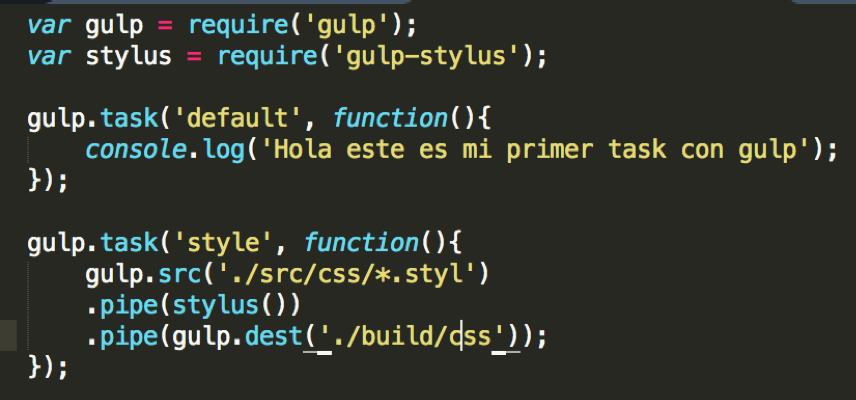 var gulp = require('gulp');
var stylus = require('gulp-stylus');
gulp.task('default', function(){
console.log('Hola este es mi primer task con gulp');
});
gulp.task('style', function(){
gulp.src('./src/css/*.styl')
.pipe(stylus())
.pipe(gulp.dest('./build/css'));
});